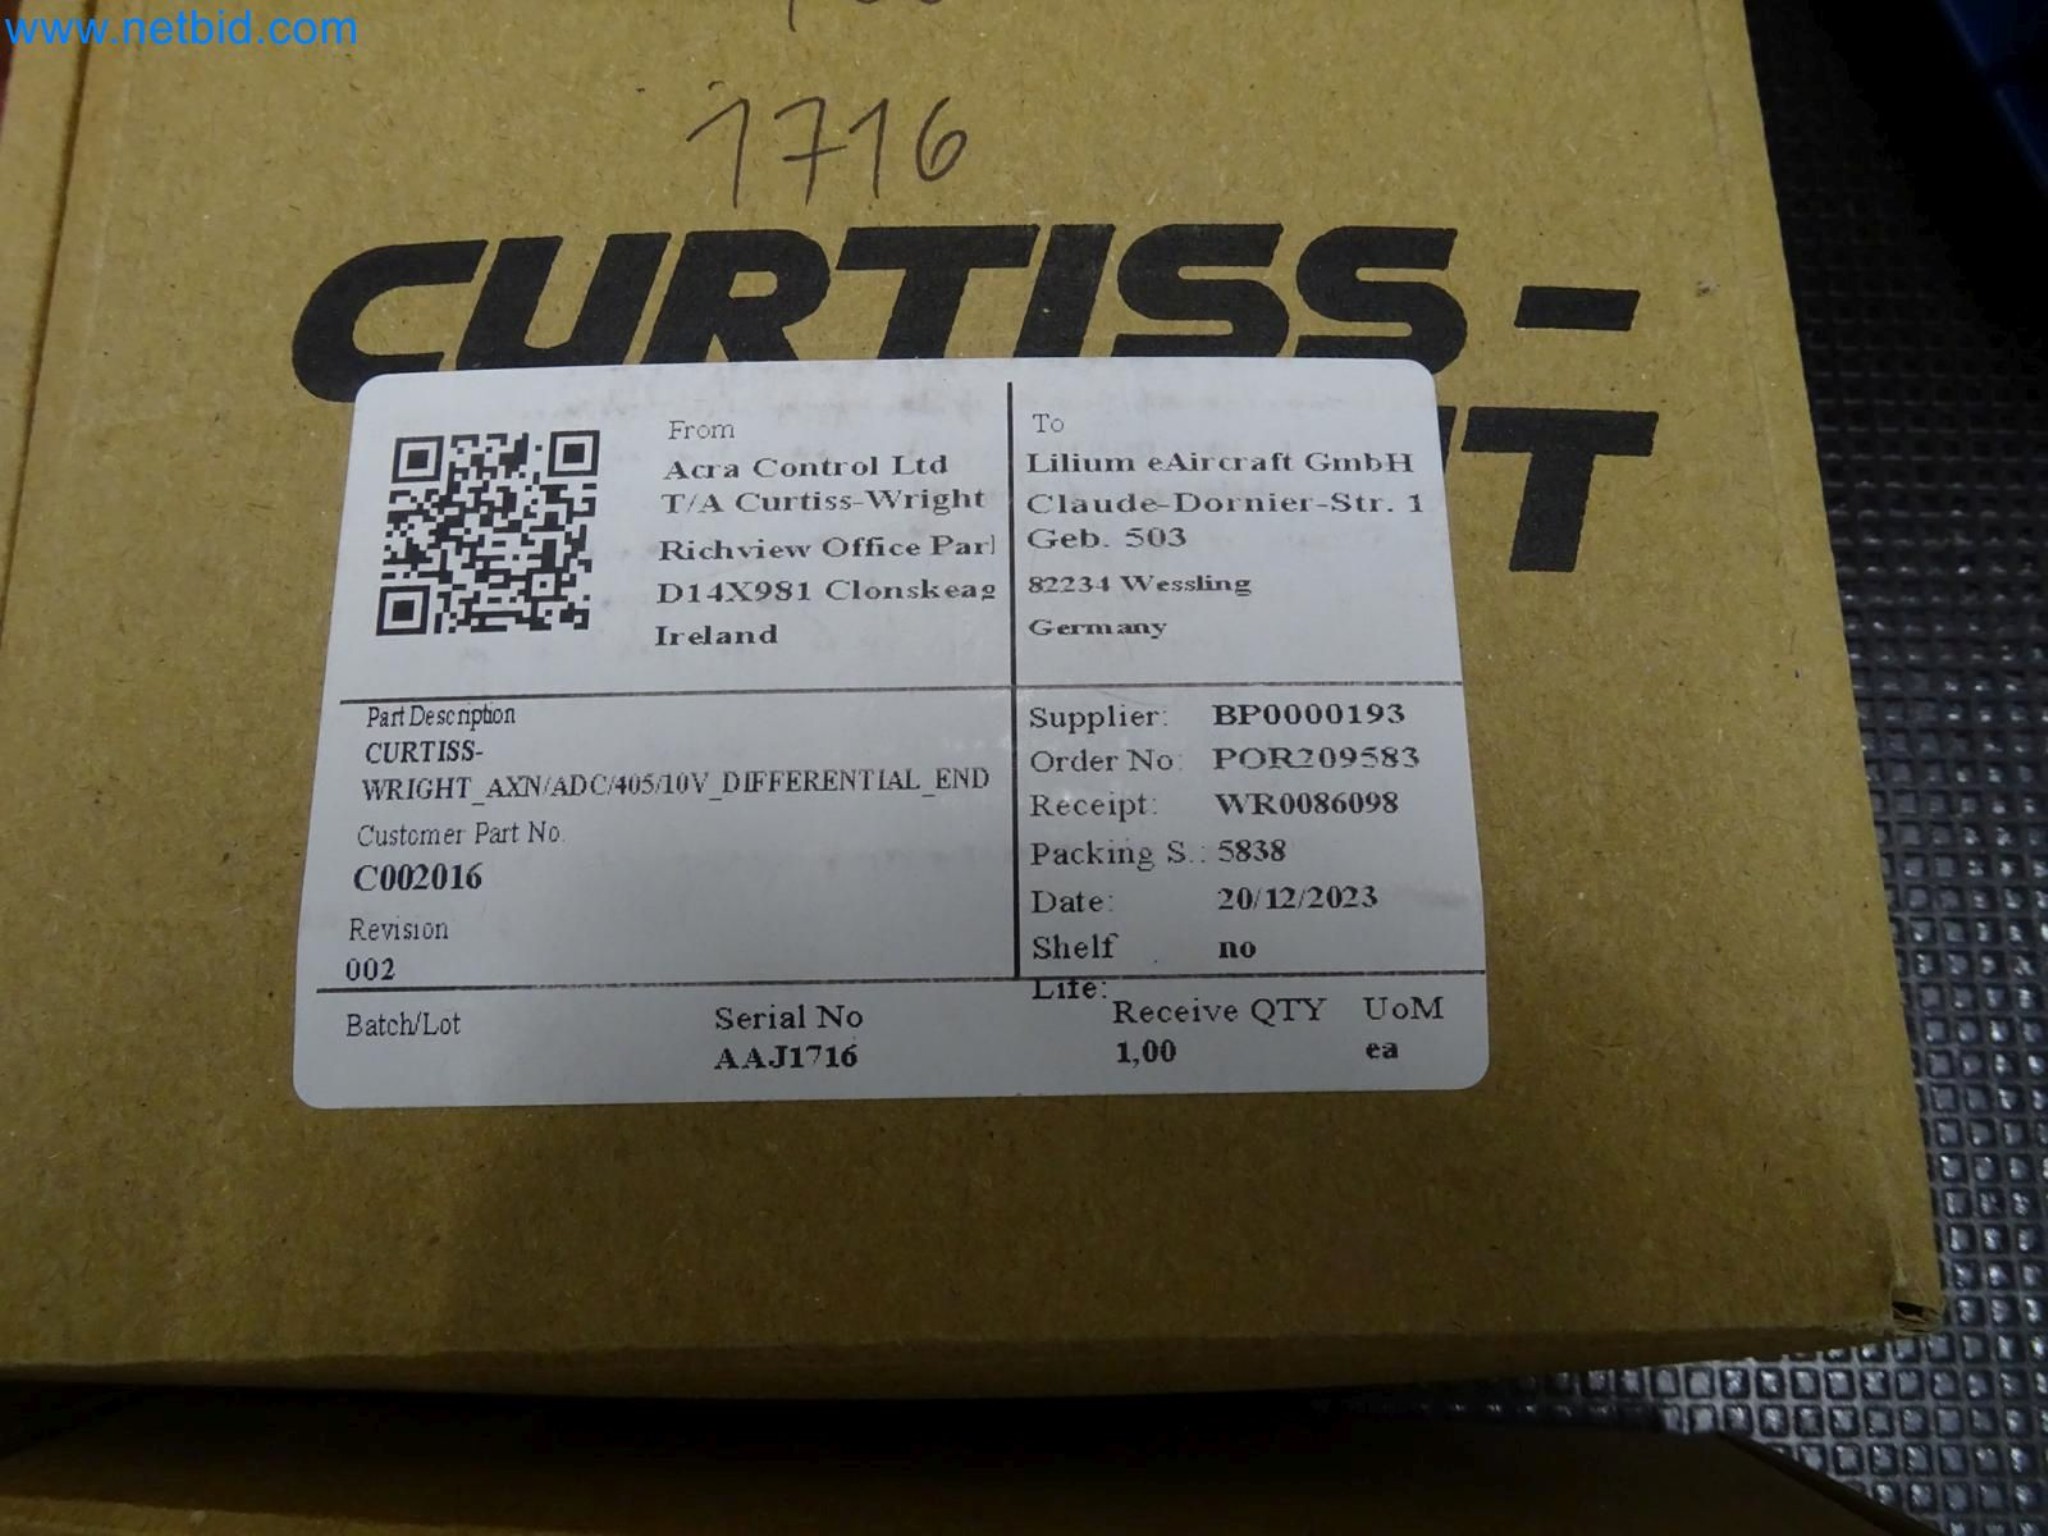 www.netbid.com
1716
CURTISS-
T
From
Acra Control Ltd
T/A Curtiss-Wright
Richview Office Parl
D14X981 Clonskeag
Ireland
To
Lilium eAircraft GmbH
Claude-Dornier-Str. 1
Geb. 503
82234 Wessling
Germany
Part Description
CURTISS-
WRIGHT_AXN/ADC/405/10V_DIFFERENTIAL_END
Customer Part No.
C002016
Revision
002
Supplier: BP0000193
Order No: POR209583
Receipt: WR0086098
Packing S.: 5838
Date: 20/12/2023
Shelf no
Life:
Batch/Lot
Serial No
AAJ1716
Receive QTY UoM
1,00 ea